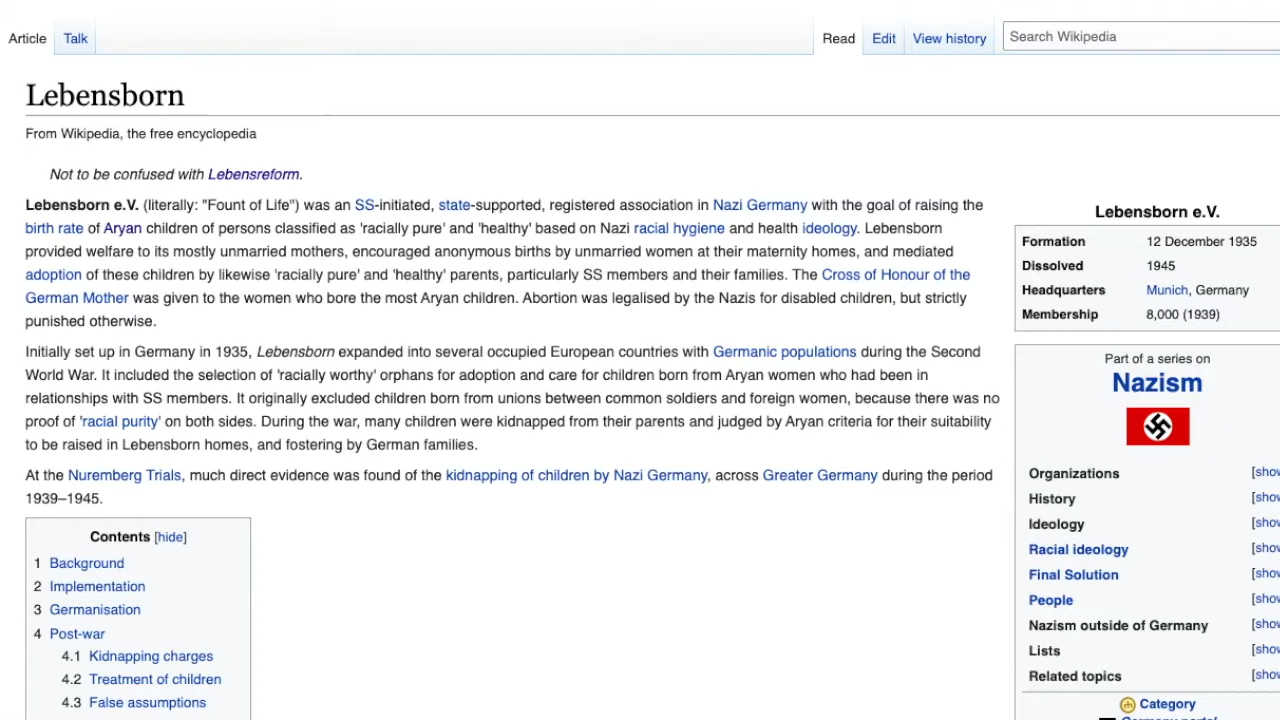 Article Talk Read Edit View history Search Wikipedia
Lebensborn
From Wikipedia, the free encyclopedia
Not to be confused with Lebensreform.
Lebensborn e.V. (literally: "Fount of Life") was an SS-initiated, state-supported, registered association in Nazi Germany with the goal of raising the
birth rate of Aryan children of persons classified as 'racially pure' and 'healthy' based on Nazi racial hygiene and health ideology. Lebensborn
provided welfare to its mostly unmarried mothers, encouraged anonymous births by unmarried women at their maternity homes, and mediated
adoption of these children by likewise 'racially pure' and 'healthy' parents, particularly SS members and their families. The Cross of Honour of the
German Mother was given to the women who bore the most Aryan children. Abortion was legalised by the Nazis for disabled children, but strictly
punished otherwise.
Initially set up in Germany in 1935, Lebensborn expanded into several occupied European countries with Germanic populations during the Second
World War. It included the selection of 'racially worthy' orphans for adoption and care for children born from Aryan women who had been in
relationships with SS members. It originally excluded children born from unions between common soldiers and foreign women, because there was no
proof of 'racial purity' on both sides. During the war, many children were kidnapped from their parents and judged by Aryan criteria for their suitability
to be raised in Lebensborn homes, and fostering by German families.
At the Nuremberg Trials, much direct evidence was found of the kidnapping of children by Nazi Germany, across Greater Germany during the period
1939–1945.
Contents [hide]
1 Background
2 Implementation
3 Germanisation
4 Post-war
4.1 Kidnapping charges
4.2 Treatment of children
4.3 False assumptions
Lebensborn e.V.
Formation 12 December 1935
Dissolved 1945
Headquarters Munich, Germany
Membership 8,000 (1939)
Part of a series on
Nazism
Organizations [show
History [show
Ideology [show
Racial ideology [show
Final Solution [show
People [show
Nazism outside of Germany [show
Lists [show
Related topics [show
Category
Germany portal